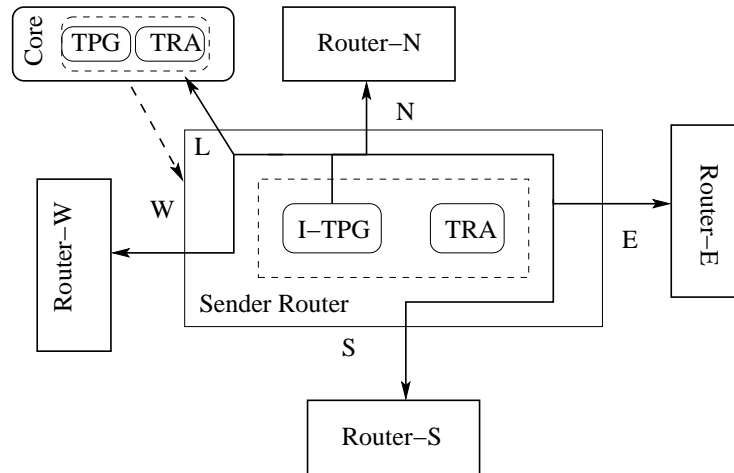 Core
TPG
TRA
Router–N
N
L
W
Router–W
I–TPG
TRA
E
Router–E
Sender Router
S
Router–S